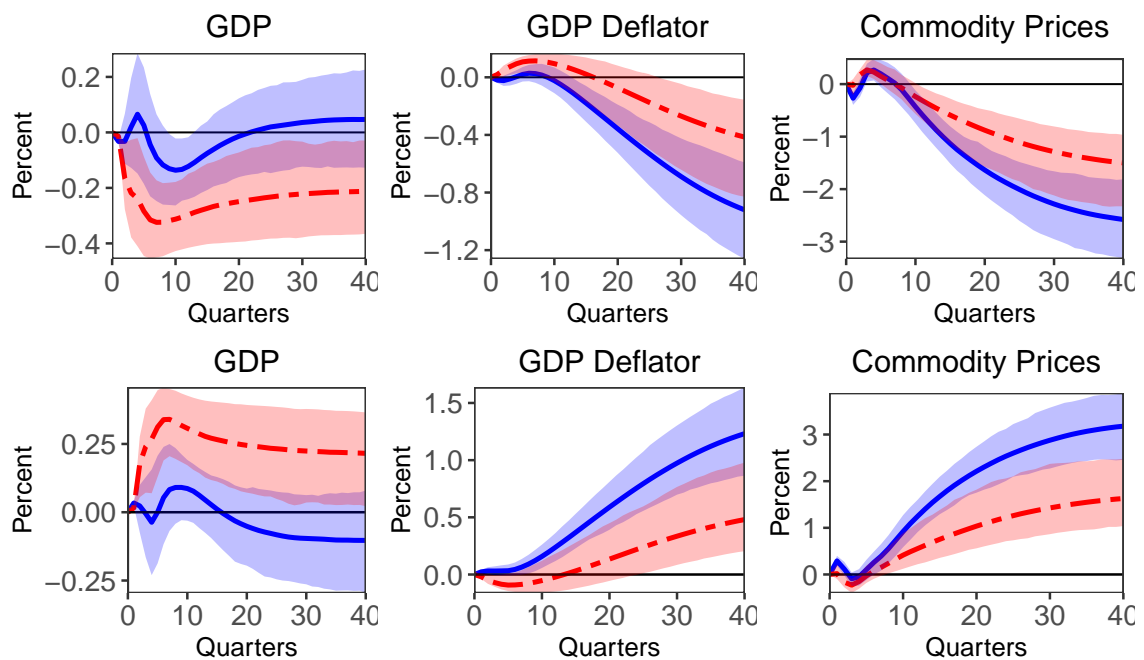 GDP
GDP Deflator
Commodity Prices
Percent
0.2
0.0
−0.2
−0.4
0 10 20 30 40
Quarters
Percent
0.0
−0.4
−0.8
−1.2
0 10 20 30 40
Quarters
Percent
0
−1
−2
−3
0 10 20 30 40
Quarters
GDP
GDP Deflator
Commodity Prices
Percent
0.25
0.00
−0.25
0 10 20 30 40
Quarters
Percent
1.5
1.0
0.5
0.0
0 10 20 30 40
Quarters
Percent
3
2
1
0
0 10 20 30 40
Quarters